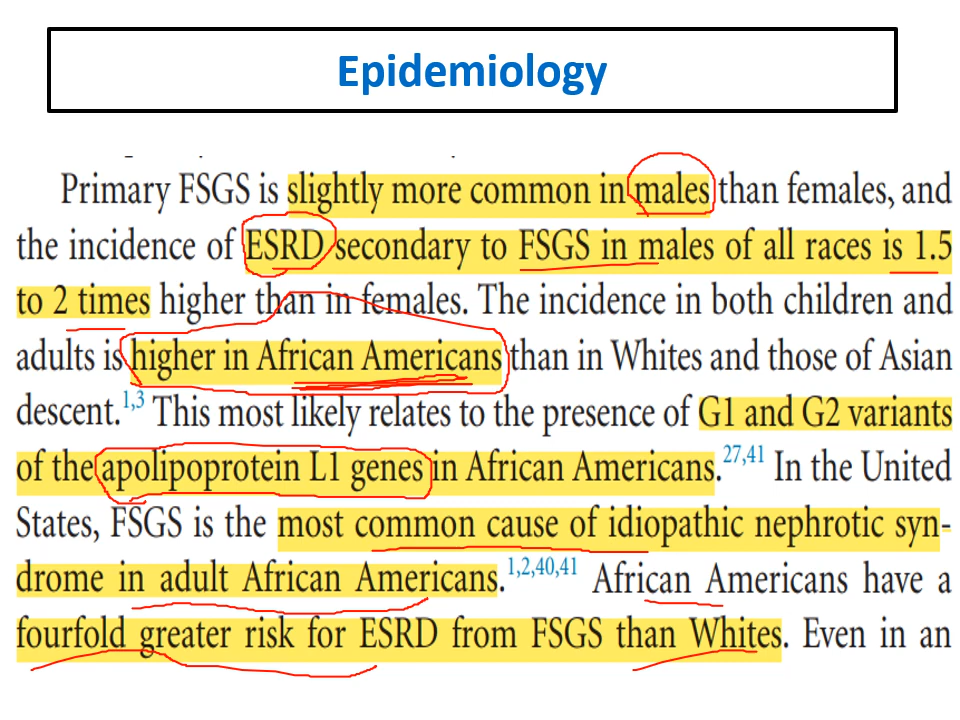 Epidemiology
Primary FSGS is slightly more common in males than females, and
the incidence of ESRD secondary to FSGS in males of all races is 1.5
to 2 times higher than in females. The incidence in both children and
adults is higher in African Americans than in Whites and those of Asian
descent.1,3 This most likely relates to the presence of G1 and G2 variants
of the apolipoprotein L1 genes in African Americans.27,41 In the United
States, FSGS is the most common cause of idiopathic nephrotic syn-
drome in adult African Americans.1,2,40,41 African Americans have a
fourfold greater risk for ESRD from FSGS than Whites. Even in an